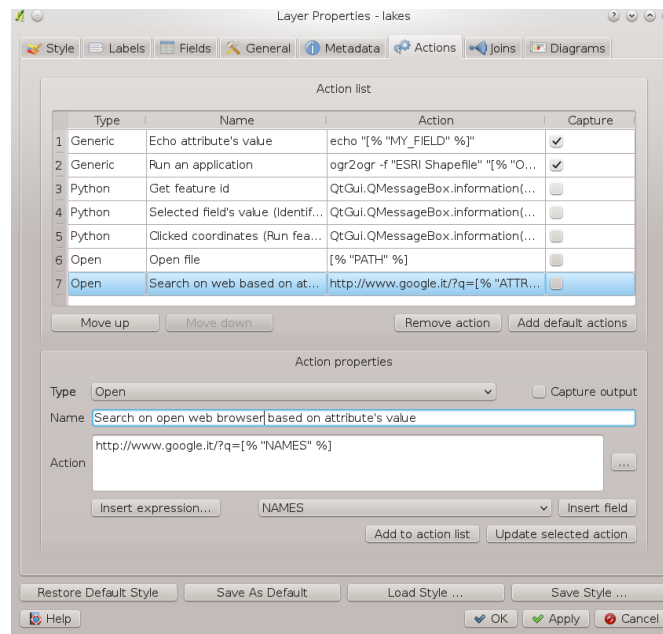 Layer Properties - lakes
Style Labels Fields General Metadata Actions Joins Diagrams
Action list
Type Name Action Capture
1 Generic Echo attribute's value echo "[% "MY_FIELD" %]"
2 Generic Run an application ogr2ogr -f "ESRI Shapefile" "[% "O...
3 Python Get feature id QtGui.QMessageBox.information(...
4 Python Selected field's value (Identif... QtGui.QMessageBox.information(...
5 Python Clicked coordinates (Run fea... QtGui.QMessageBox.information(...
6 Open Open file [% "PATH" %]
7 Open Search on web based on at... http://www.google.it/?q=[% "ATTR...
Move up Move down Remove action Add default actions
Action properties
Type Open Capture output
Name Search on open web browser based on attribute's value
Action http://www.google.it/?q=[% "NAMES" %]
...
Insert expression... NAMES Insert field
Add to action list Update selected action
Restore Default Style Save As Default Load Style ... Save Style ...
Help OK Apply Cancel